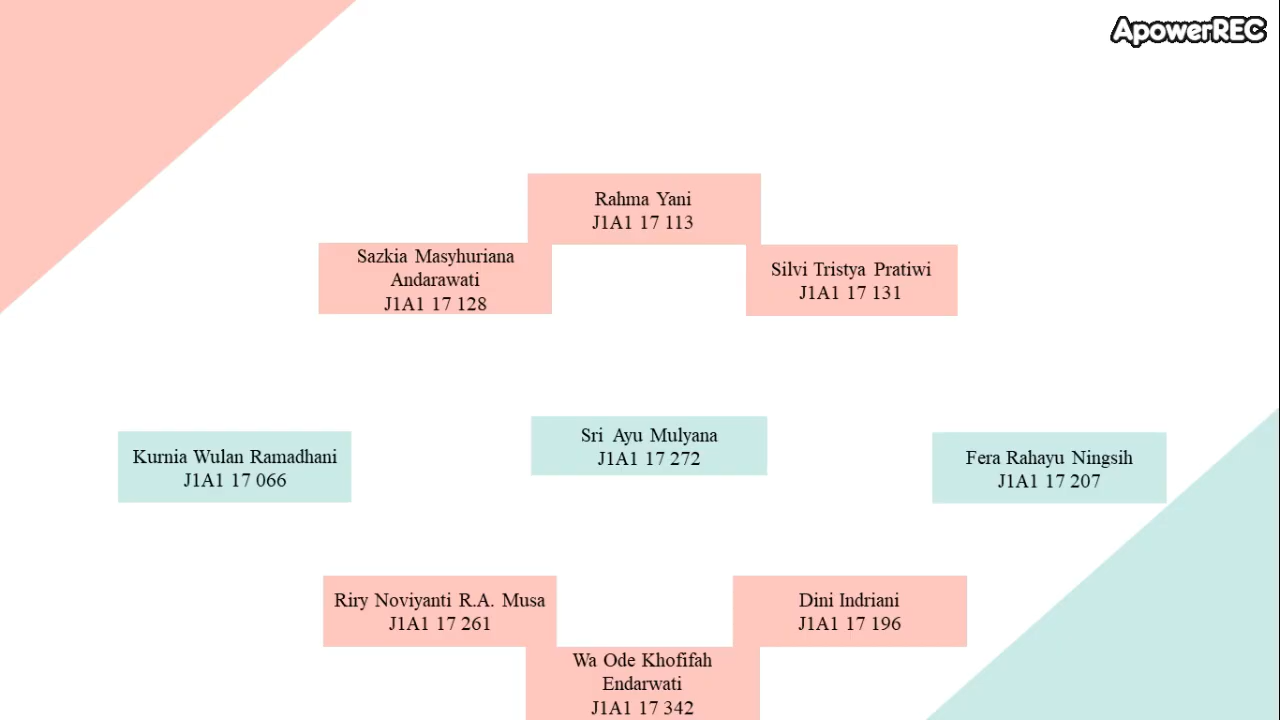 ApowerREC
Rahma Yani
J1A1 17 113
Sazkia Masyhuriana
Andarawati
J1A1 17 128
Silvi Tristya Pratiwi
J1A1 17 131
Kurnia Wulan Ramadhani
J1A1 17 066
Sri Ayu Mulyana
J1A1 17 272
Fera Rahayu Ningsih
J1A1 17 207
Riry Noviyanti R.A. Musa
J1A1 17 261
Dini Indriani
J1A1 17 196
Wa Ode Khofifah
Endarwati
J1A1 17 342